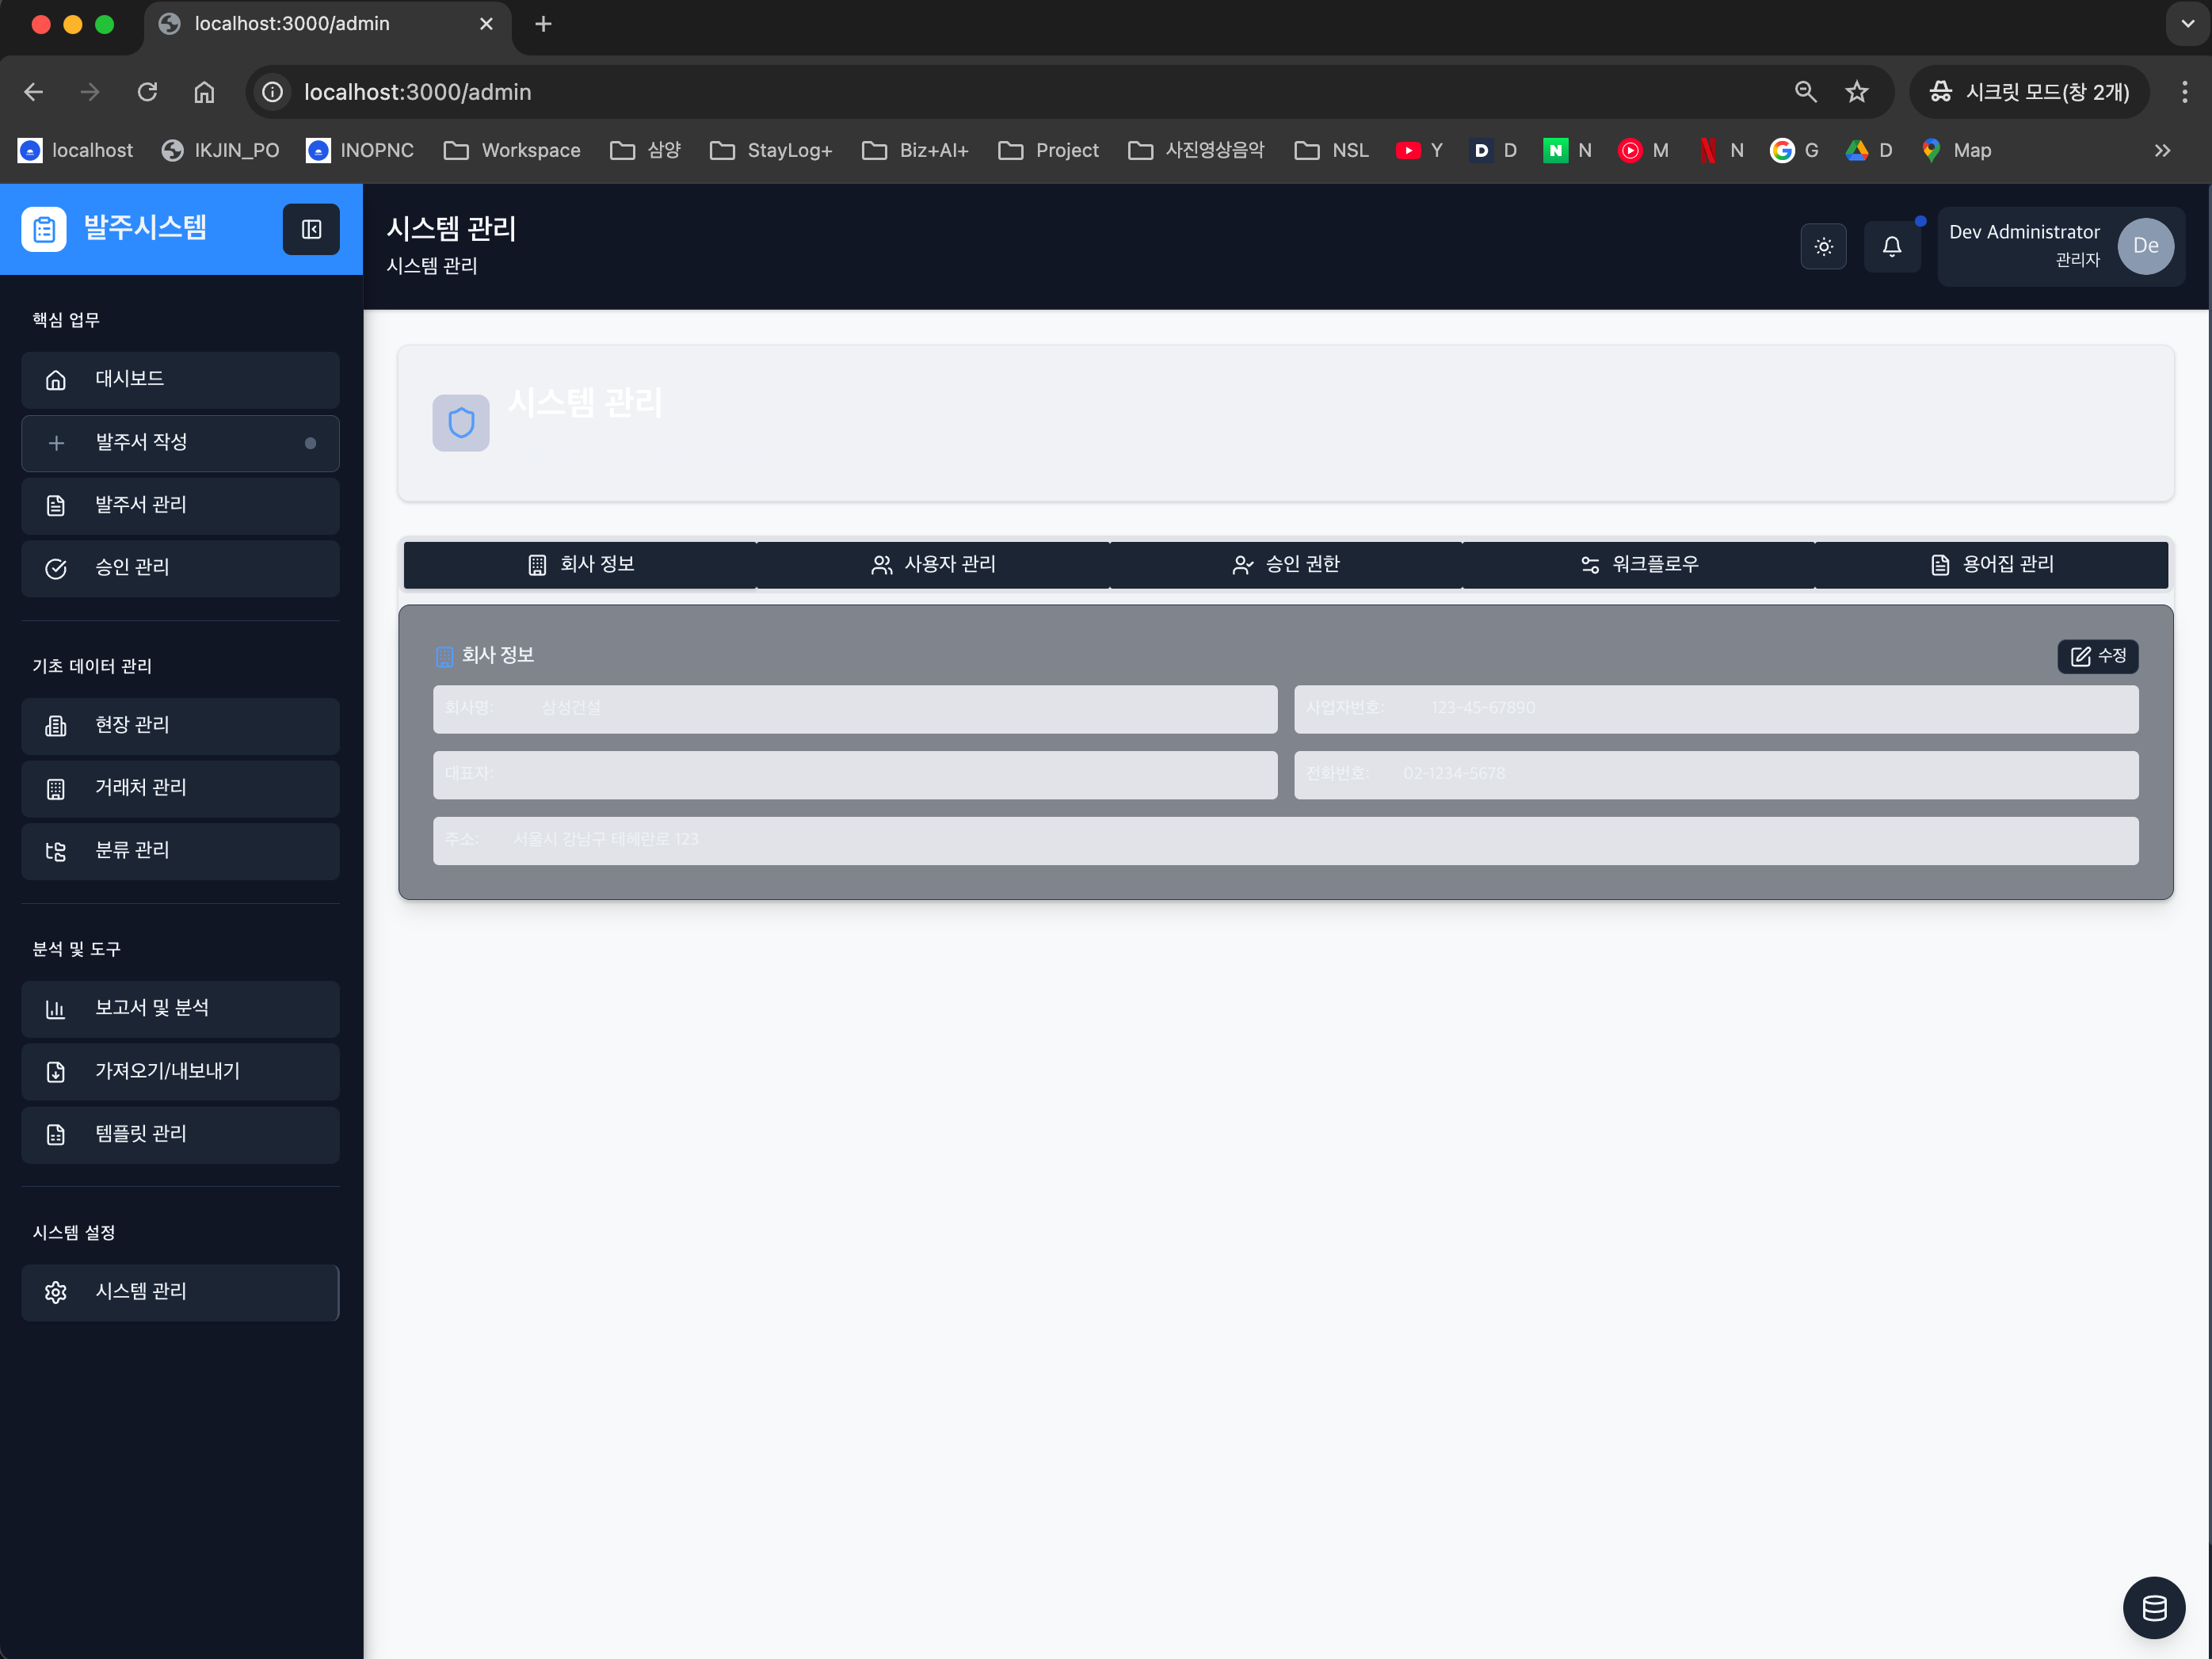 localhost:3000/admin
localhost:3000/admin
시크릿 모드(창 2개)
localhost
IKJIN_PO
INOPNC
Workspace
삼양
StayLog+
Biz+AI+
Project
사진영상음악
NSL
Y
D
N
M
N
G
D
Map
발주시스템
핵심 업무
대시보드
발주서 작성
발주서 관리
승인 관리
기초 데이터 관리
현장 관리
거래처 관리
분류 관리
분석 및 도구
보고서 및 분석
가져오기/내보내기
템플릿 관리
시스템 설정
시스템 관리
시스템 관리
시스템 관리
Dev Administrator
관리자
De
시스템 관리
회사 정보
사용자 관리
승인 권한
워크플로우
용어집 관리
회사 정보
수정
회사명: 삼성건설
사업자번호: 123-45-67890
대표자:
전화번호: 02-1234-5678
주소: 서울시 강남구 테헤란로 123